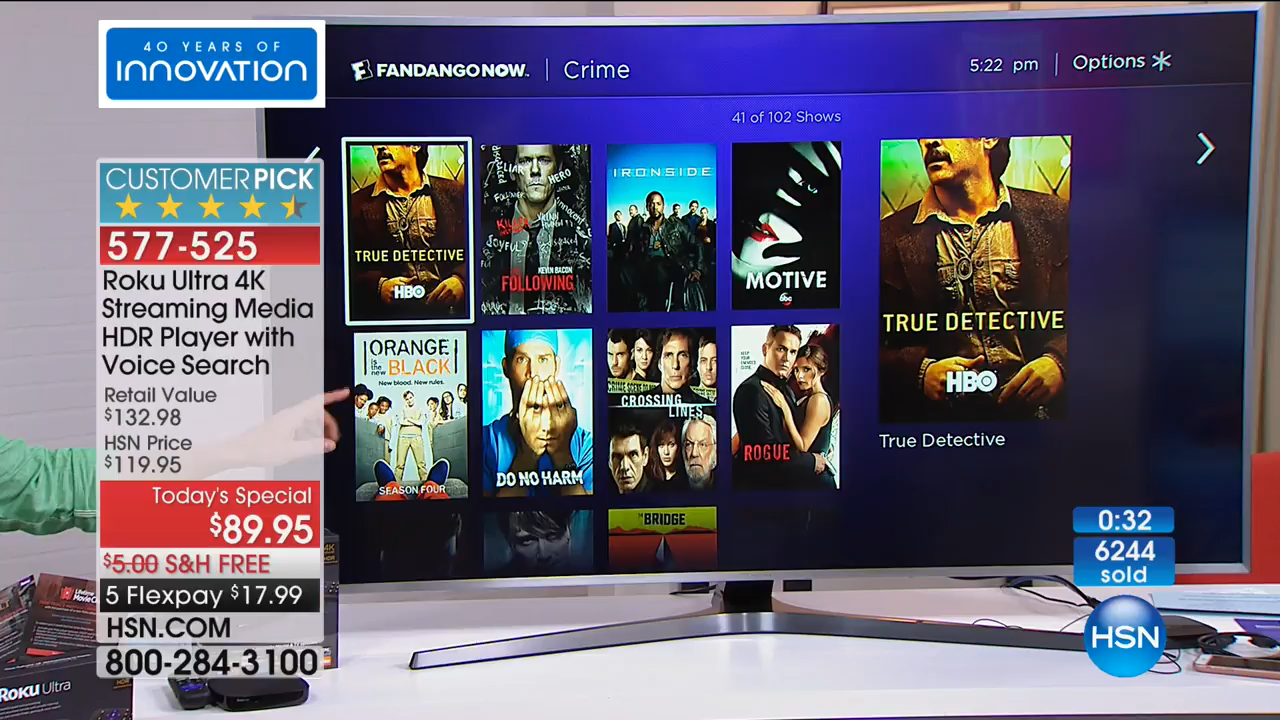 40 YEARS OF
INNOVATION
CUSTOMER PICK
577-525
Roku Ultra 4K
Streaming Media
HDR Player with
Voice Search
Retail Value
$132.98
HSN Price
$119.95
Today's Special
$89.95
$5.00 S&H FREE
5 Flexpay $17.99
HSN.COM
800-284-3100
FANDANGONOW | Crime
5:22 pm | Options
41 of 102 Shows
TRUE DETECTIVE
HBO
LIAR
HERO
JOYFUL
KEVIN BACON
FOLLOWING
IRONSIDE
MOTIVE
abc
TRUE DETECTIVE
HBO
True Detective
ORANGE
is the new BLACK
New blood. New rules.
SEASON FOUR
DO NO HARM
CROSSING
LINES
ROGUE
THE BRIDGE
0:32
6244
sold
HSN
ROKU Ultra